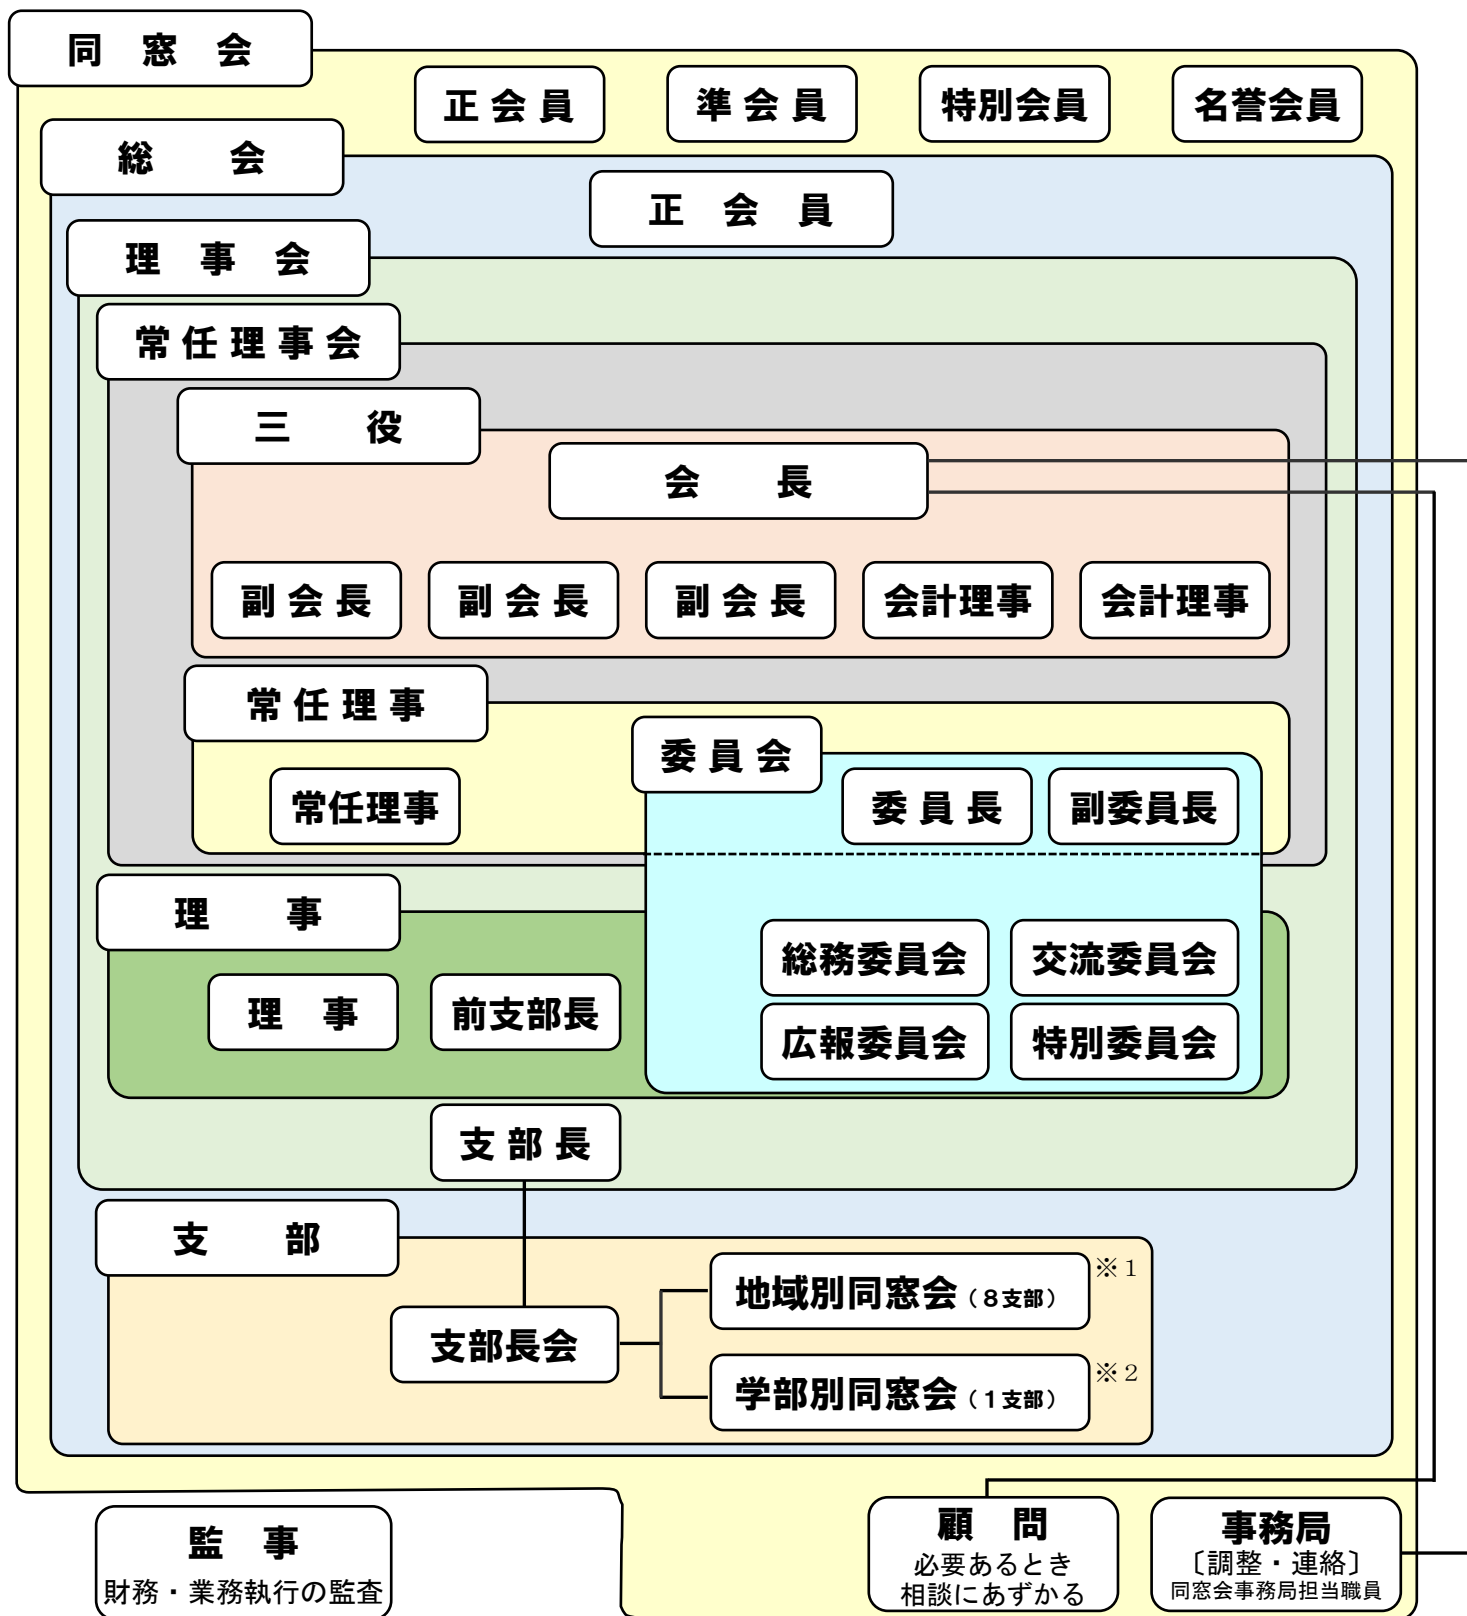 同　窓　会
正 会 員　準 会 員　特別会員　名誉会員
総　　会
正　会　員
理　事　会
常 任 理 事 会
三　　役
会　　長
副 会 長　副 会 長　副 会 長　会計理事　会計理事
常 任 理 事
委 員 会
常任理事　委 員 長　副委員長
理　　事
総務委員会　交流委員会
理　事　前支部長
広報委員会　特別委員会
支 部 長
支　　部
地域別同窓会（８支部）※１
支部長会
学部別同窓会（１支部）※２
監　事
財務・業務執行の監査
顧　問
必要あるとき
相談にあずかる
事務局
〔調整・連絡〕
同窓会事務局担当職員